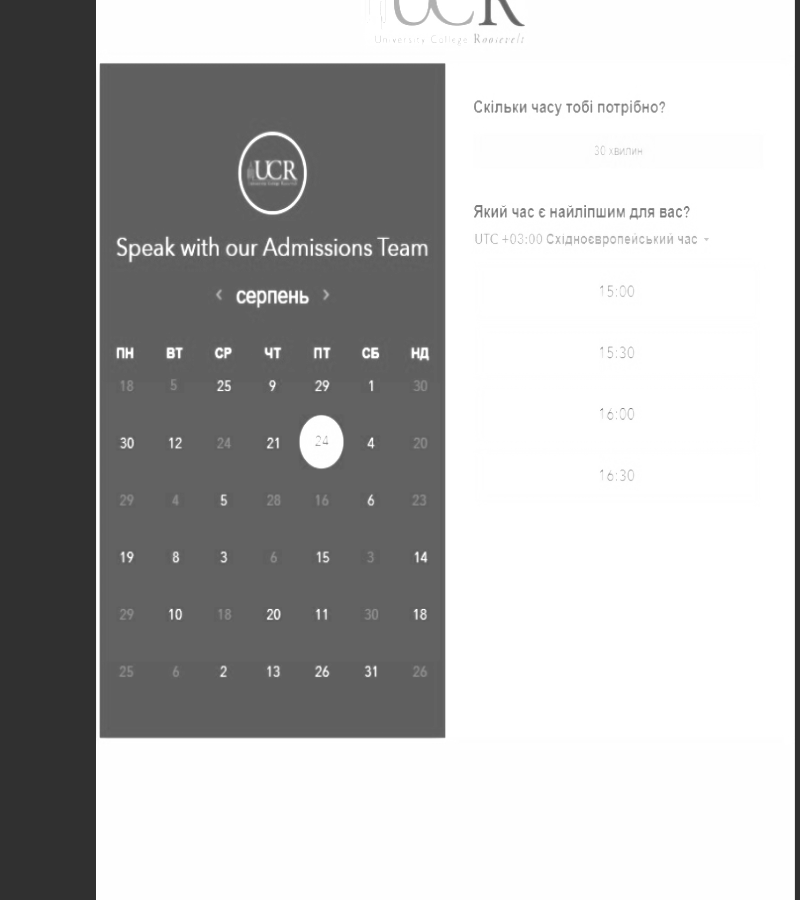 UCR
University College Roosevelt
UCR
Speak with our Admissions Team
‹ серпень ›
ПН ВТ СР ЧТ ПТ СБ НД
18 5 25 9 29 1 30
30 12 24 21 24 4 20
29 4 5 28 16 6 23
19 8 3 6 15 3 14
29 10 18 20 11 30 18
25 6 2 13 26 31 26
Скільки часу тобі потрібно?
30 хвилин
Який час є найліпшим для вас?
UTC +03:00 Східноєвропейський час
15:00
15:30
16:00
16:30